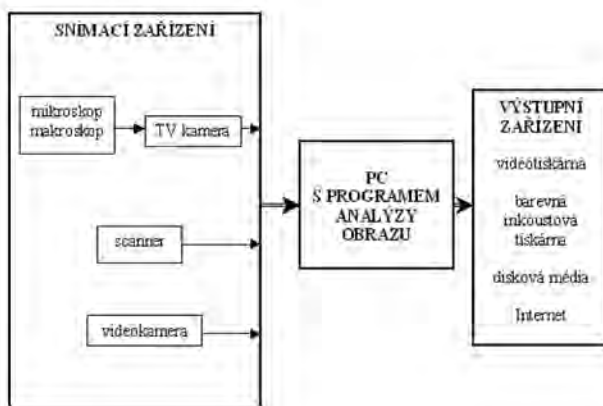 SNÍMACÍ ZAŘÍZENÍ
mikroskop
makroskop
TV kamera
scanner
videokamera
PC
S PROGRAMEM
ANALÝZY
OBRAZU
VÝSTUPNÍ
ZAŘÍZENÍ
videotiskárna
barevná
inkoustová
tiskárna
disková média
Internet